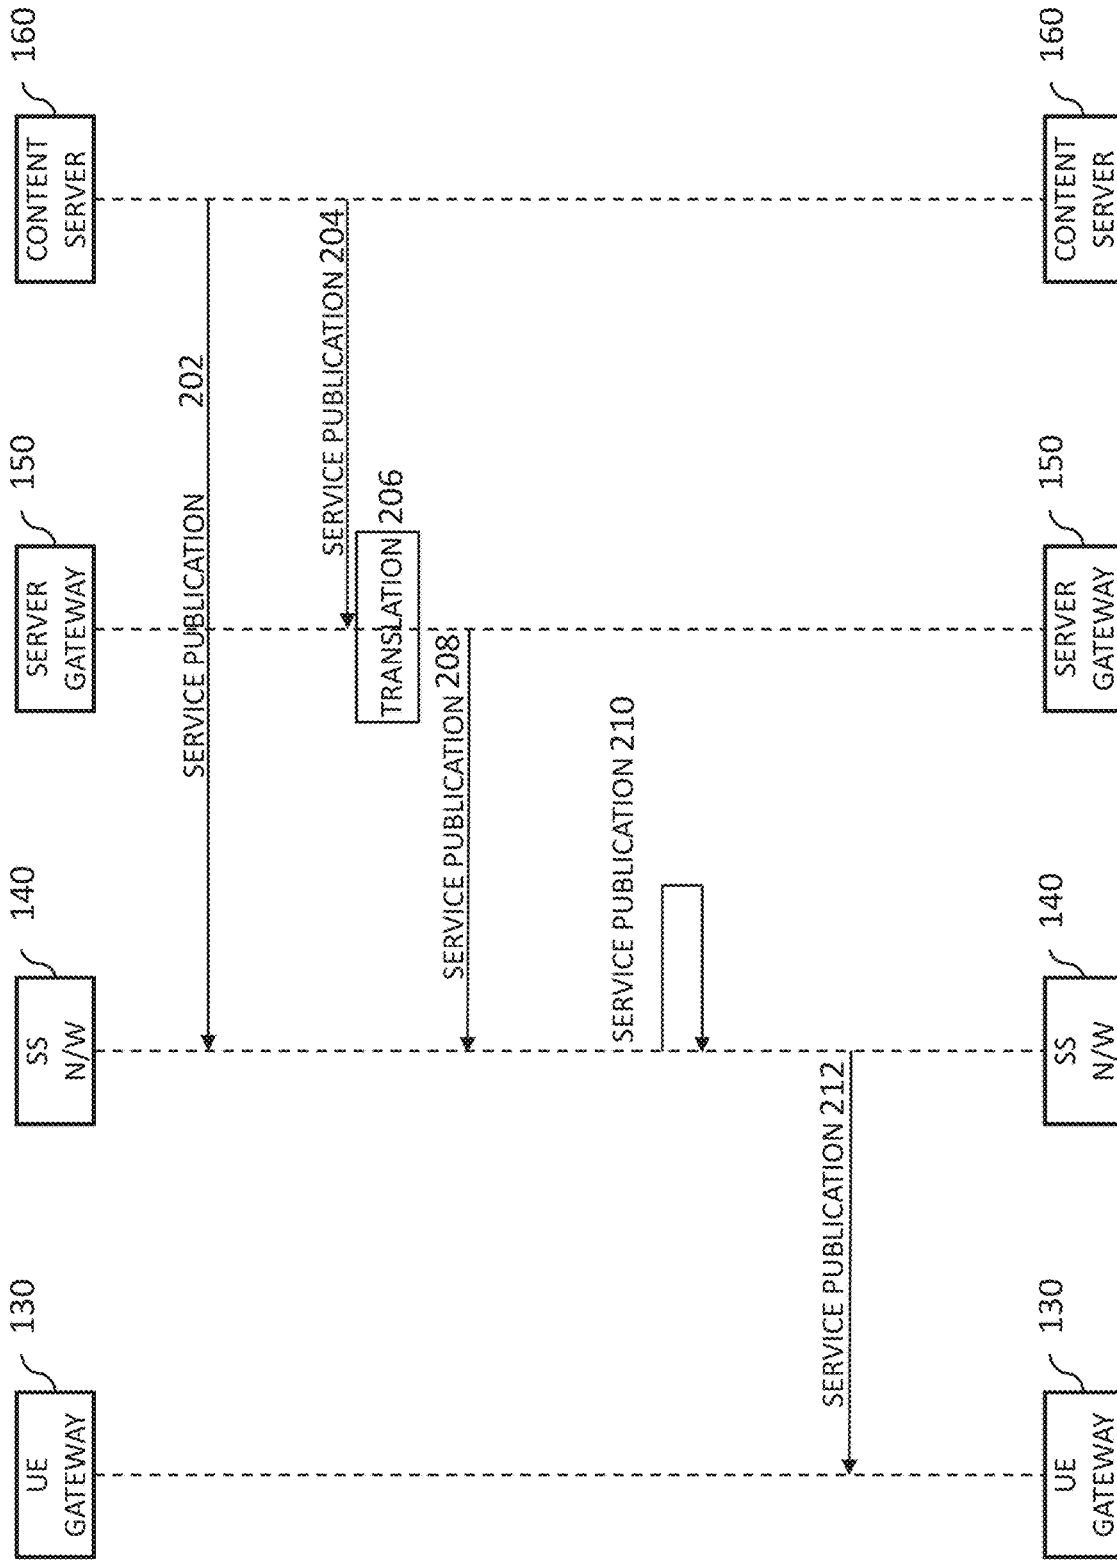 UE
GATEWAY
130
SS
N/W
140
SERVER
GATEWAY
150
CONTENT
SERVER
160
SERVICE PUBLICATION 202
SERVICE PUBLICATION 204
TRANSLATION 206
SERVICE PUBLICATION 208
SERVICE PUBLICATION 210
SERVICE PUBLICATION 212
UE
GATEWAY
130
SS
N/W
140
SERVER
GATEWAY
150
CONTENT
SERVER
160